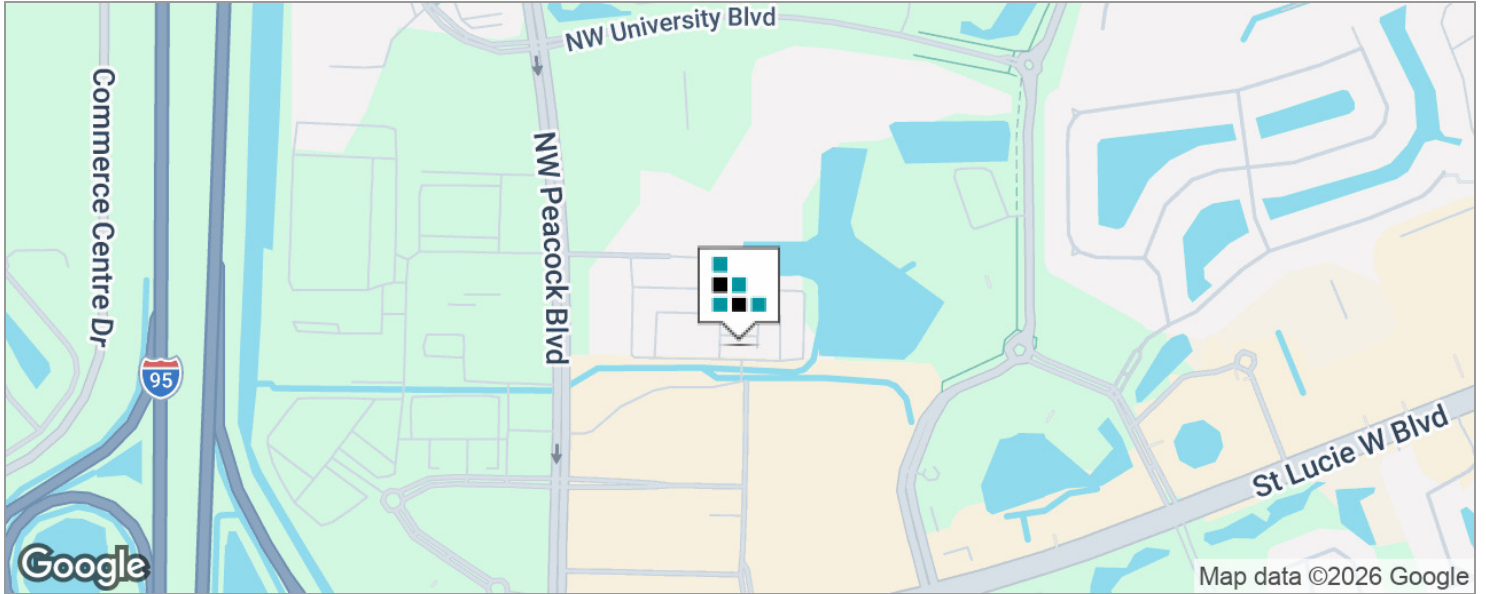 NW University Blvd
Commerce Centre Dr
NW Peacock Blvd
95
St Lucie W Blvd
Google
Map data ©2026 Google